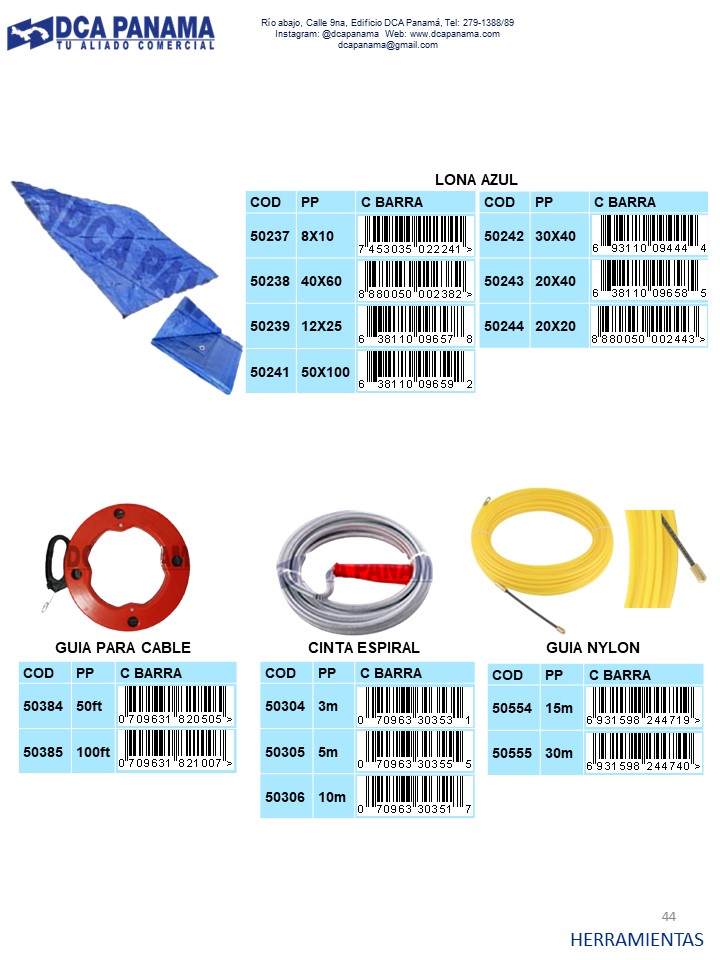 DCA PANAMA
TU ALIADO COMERCIAL
Río abajo, Calle 9na, Edificio DCA Panamá, Tel: 279-1388/89
Instagram: @dcapanama Web: www.dcapanama.com
dcapanama@gmail.com
LONA AZUL
COD PP C BARRA COD PP C BARRA
50237 8X10 7 453035 022241 > 50242 30X40 6 93110 09444 4
50238 40X60 8 880050 002382 > 50243 20X40 6 38110 09658 5
50239 12X25 6 38110 09657 8 50244 20X20 8 880050 002443 >
50241 50X100 6 38110 09659 2
DCA PANAMA
DCA PANAMA
DCA PANAMA
GUIA PARA CABLE
COD PP C BARRA
50384 50ft 0 709631 820505 >
50385 100ft 0 709631 821007 >
CINTA ESPIRAL
COD PP C BARRA
50304 3m 0 70963 30353 1
50305 5m 0 70963 30355 5
50306 10m 0 70963 30351 7
GUIA NYLON
COD PP C BARRA
50554 15m 6 931598 244719 >
50555 30m 6 931598 244740 >
44
HERRAMIENTAS